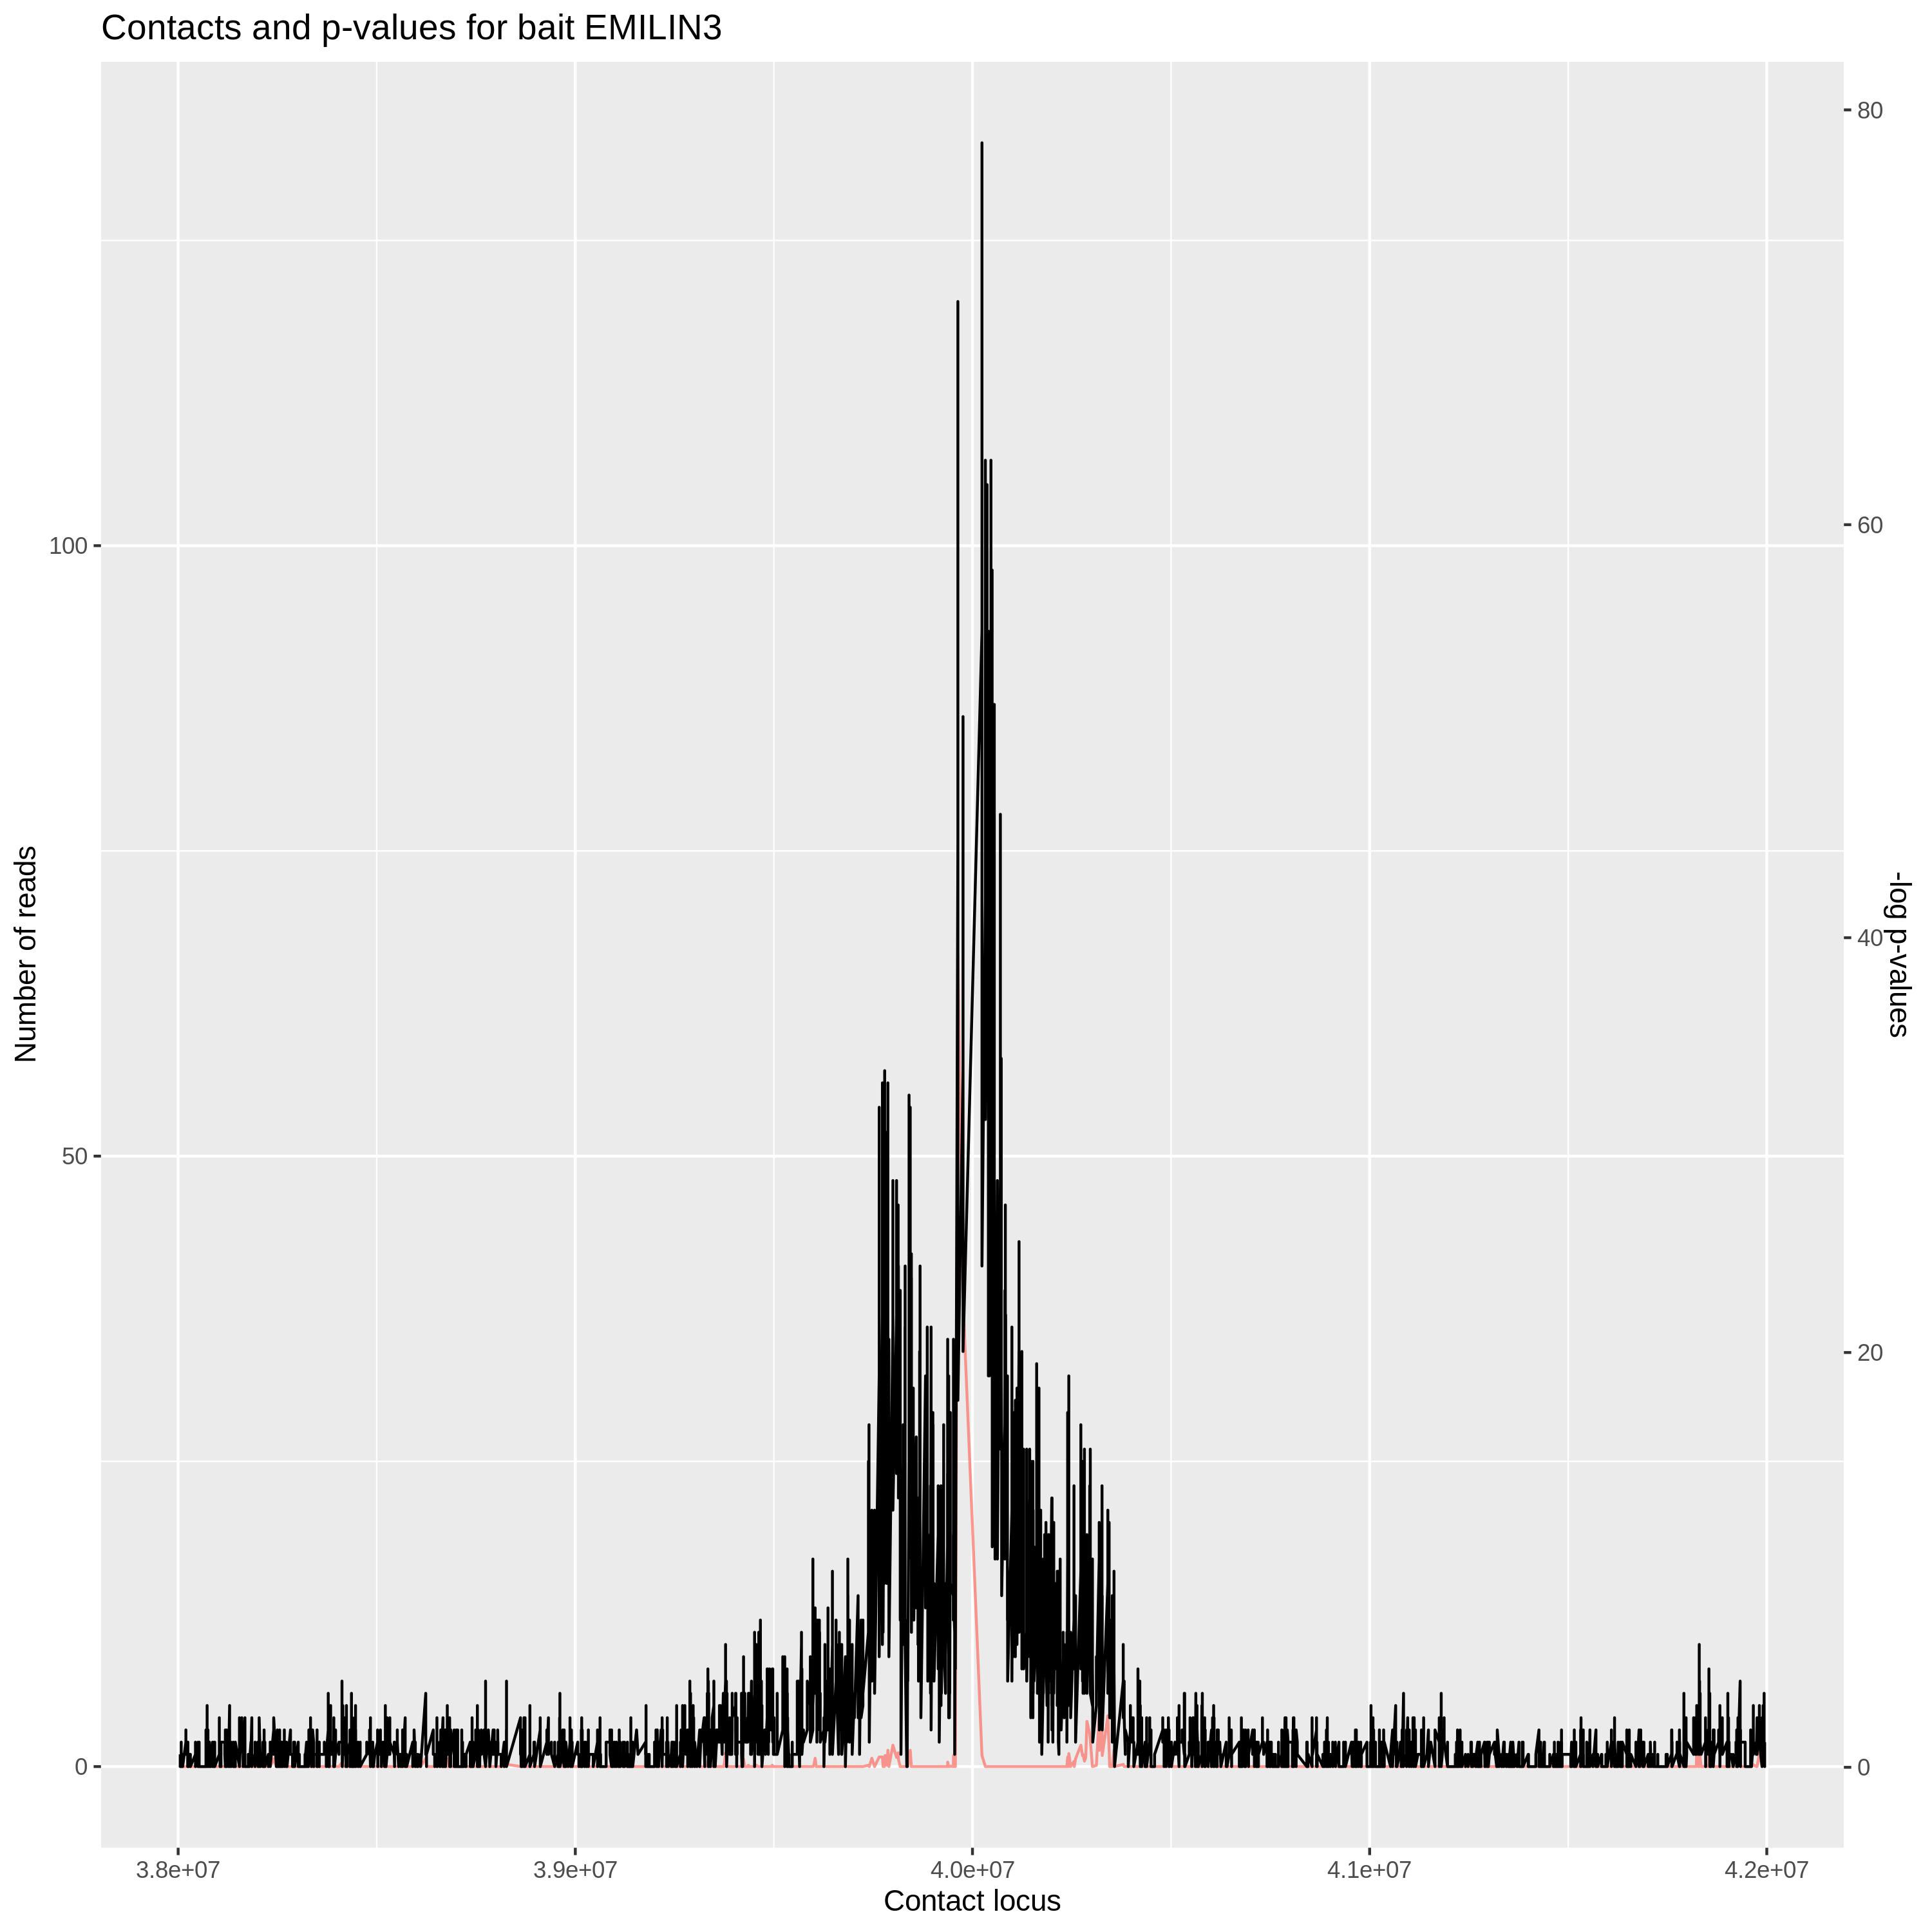 Contacts and p-values for bait EMILIN3
Number of reads
100
50
0
80
60
40
20
0
-log p-values
3.8e+07
3.9e+07
4.0e+07
4.1e+07
4.2e+07
Contact locus